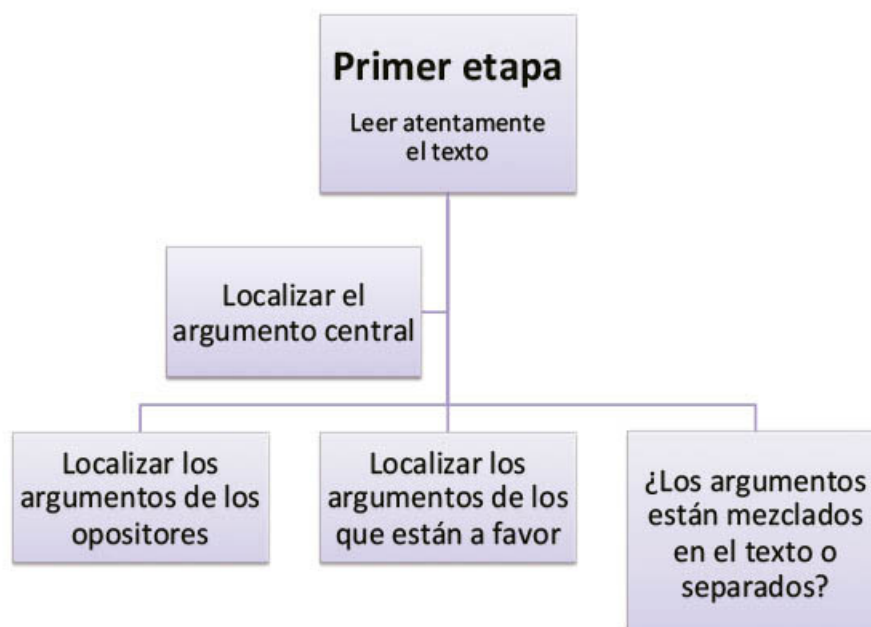 Primer etapa
Leer atentamente
el texto
Localizar el
argumento central
Localizar los
argumentos de los
opositores
Localizar los
argumentos de los
que están a favor
¿Los argumentos
están mezclados
en el texto o
separados?